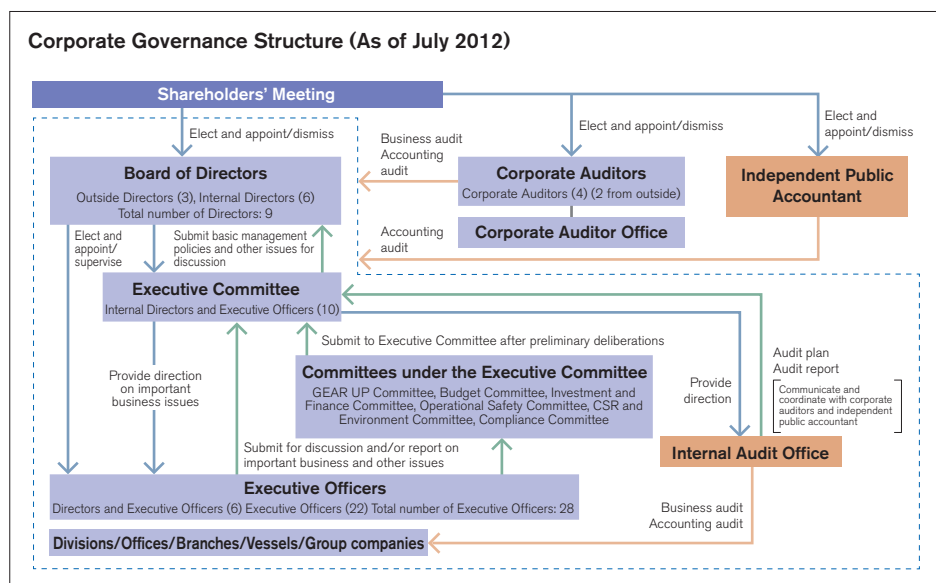 Corporate Governance Structure (As of July 2012)
Shareholders' Meeting
Elect and appoint/dismiss
Elect and appoint/dismiss
Elect and
appoint/dismiss
Business audit
Accounting
audit
Board of Directors
Outside Directors (3), Internal Directors (6)
Total number of Directors: 9
Corporate Auditors
Corporate Auditors (4) (2 from outside)
Corporate Auditor Office
Independent Public
Accountant
Elect and
appoint/
supervise
Submit basic management
policies and other issues for
discussion
Accounting
audit
Executive Committee
Internal Directors and Executive Officers (10)
Submit to Executive Committee after preliminary deliberations
Provide direction
on important
business issues
Committees under the Executive Committee
GEAR UP Committee, Budget Committee, Investment and
Finance Committee, Operational Safety Committee, CSR and
Environment Committee, Compliance Committee
Provide
direction
Audit plan
Audit report
Communicate and
coordinate with corporate
auditors and independent
public accountant
Submit for discussion and/or report on
important business and other issues
Internal Audit Office
Executive Officers
Directors and Executive Officers (6) Executive Officers (22) Total number of Executive Officers: 28
Business audit
Accounting audit
Divisions/Offices/Branches/Vessels/Group companies